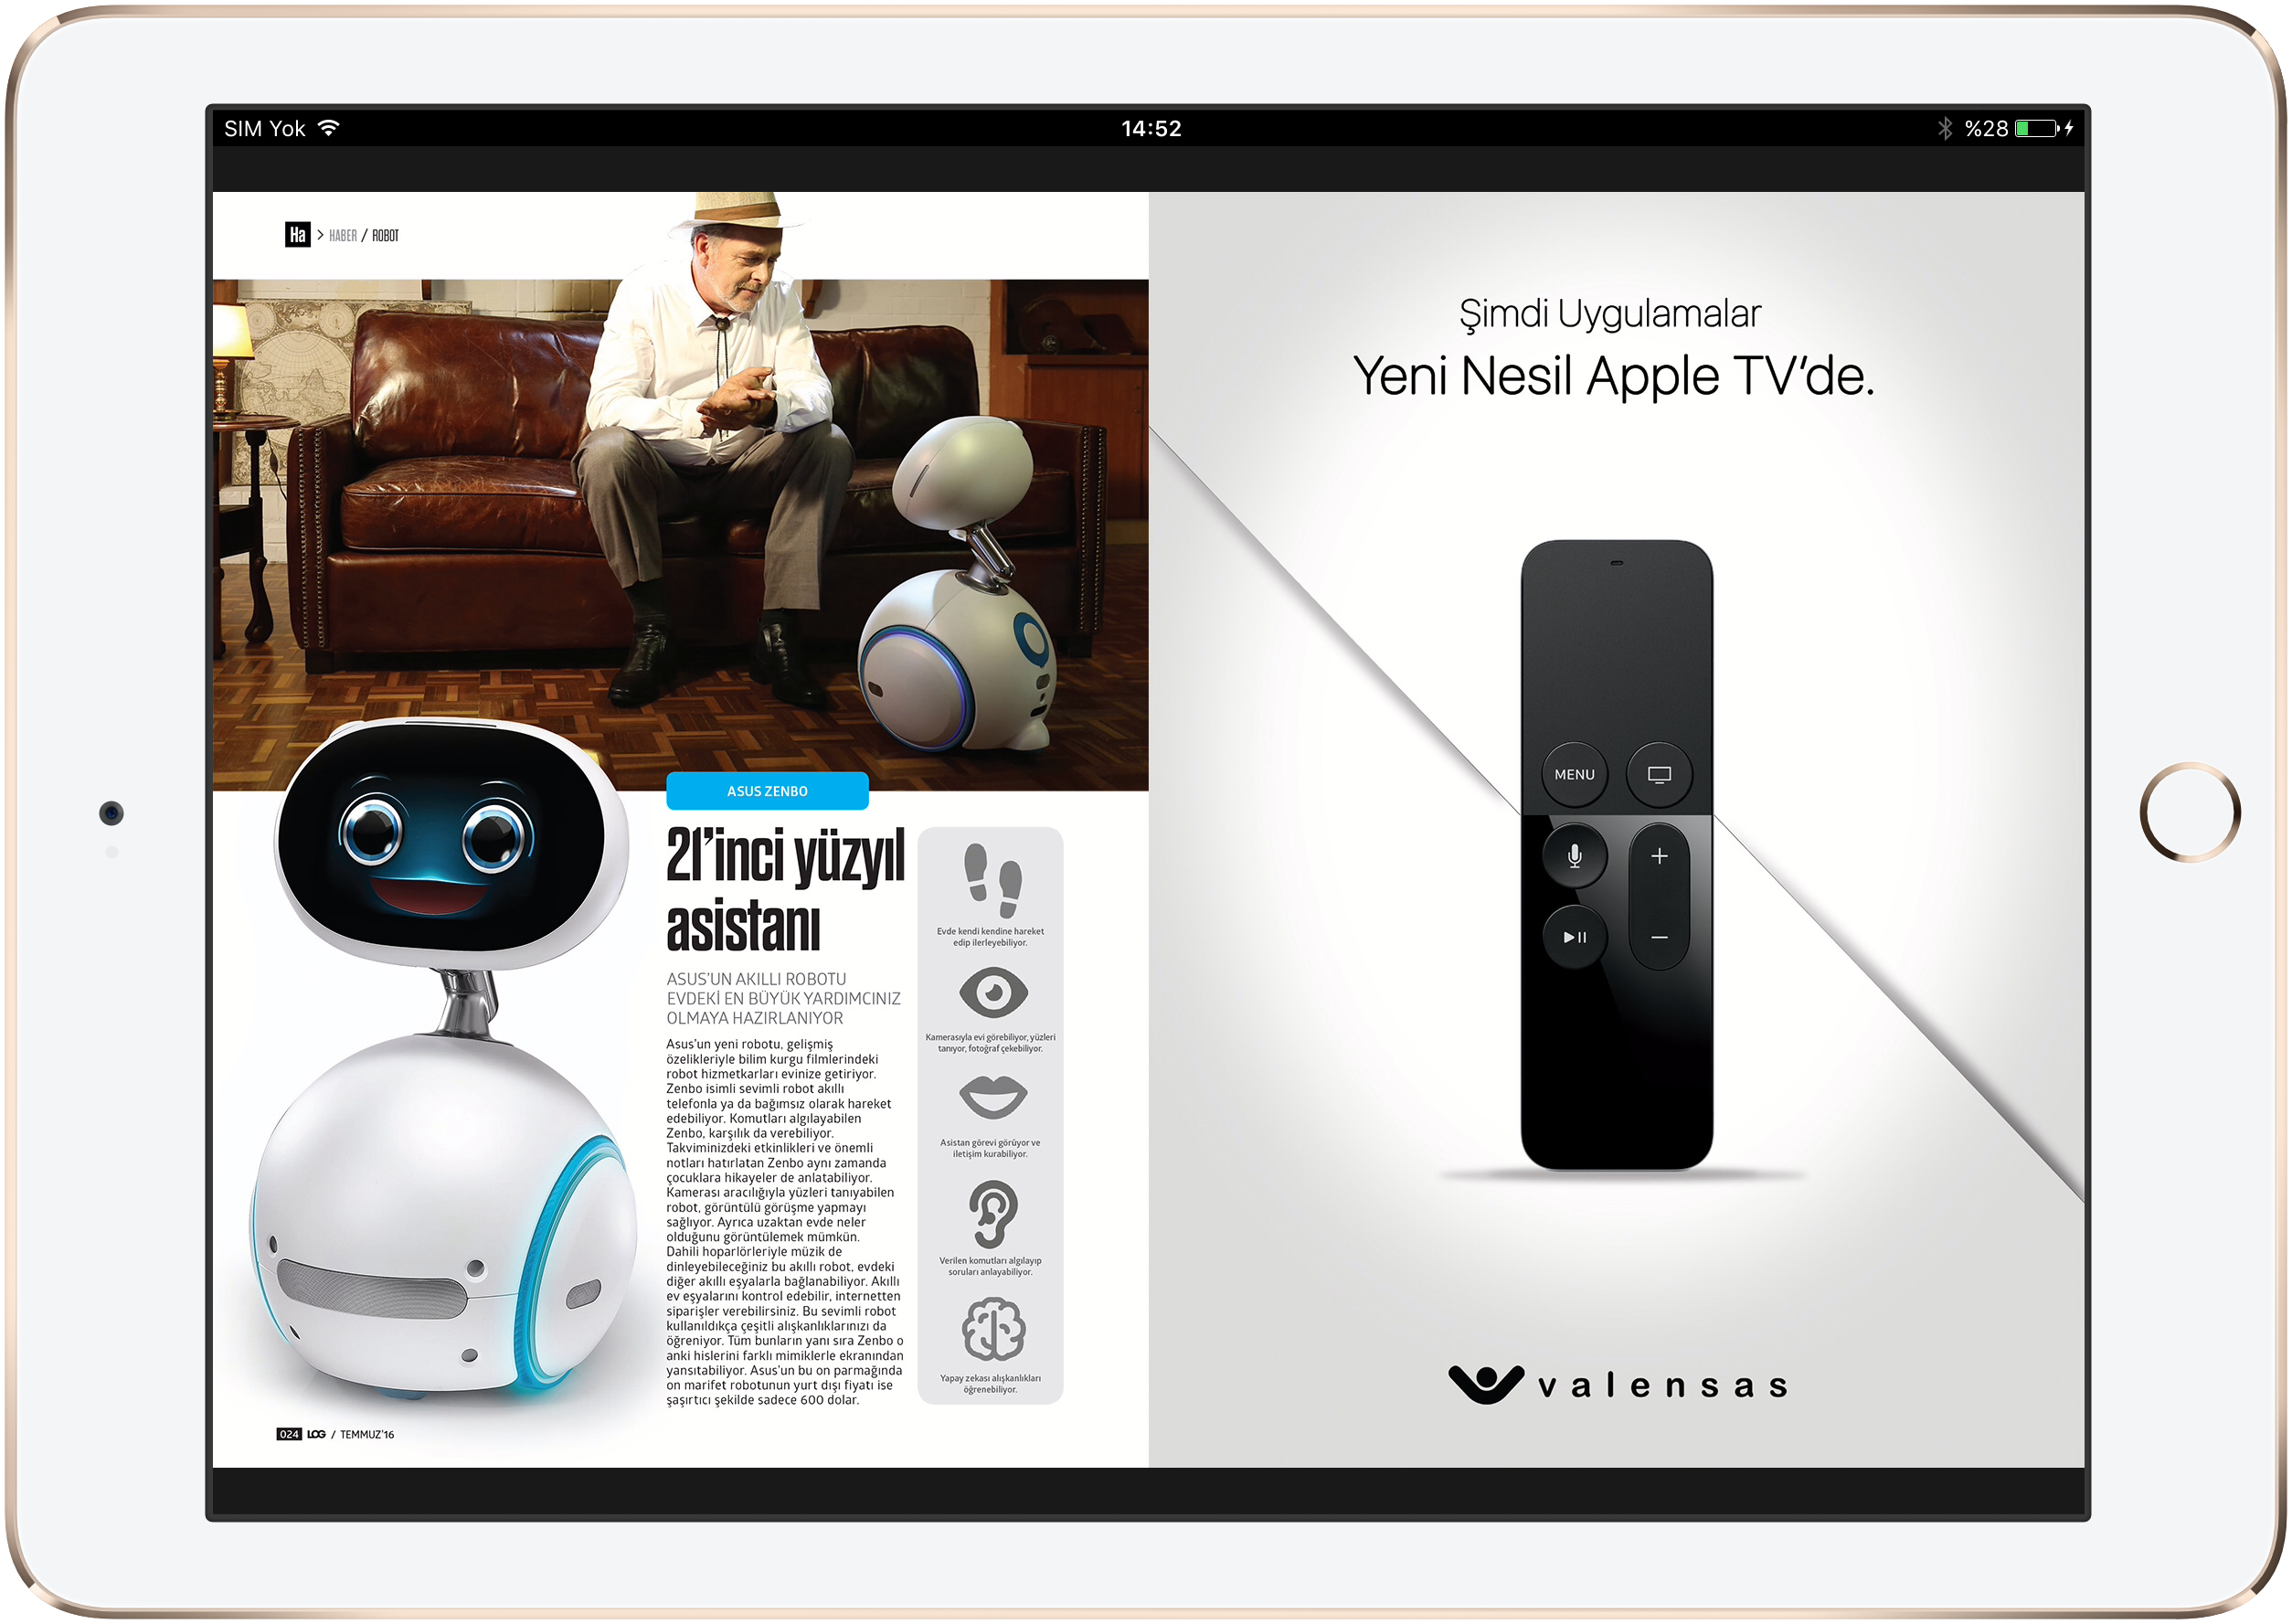 SIM Yok
14:52
%28
Ha > HABER / ROBOT
ASUS ZENBO
21'inci yüzyıl
asistanı
ASUS'UN AKILLI ROBOTU
EVDEKİ EN BÜYÜK YARDIMCINIZ
OLMAYA HAZIRLANIYOR
Asus'un yeni robotu, gelişmiş
özelikleriyle bilim kurgu filmlerindeki
robot hizmetkarları evinize getiriyor.
Zenbo isimli sevimli robot akıllı
telefonla ya da bağımsız olarak hareket
edebiliyor. Komutları algılayabilen
Zenbo, karşılık da verebiliyor.
Takviminizdeki etkinlikleri ve önemli
notları hatırlatan Zenbo aynı zamanda
çocuklara hikayeler de anlatabiliyor.
Kamerası aracılığıyla yüzleri tanıyabilen
robot, görüntülü görüşme yapmayı
sağlıyor. Ayrıca uzaktan evde neler
olduğunu görüntülemek mümkün.
Dahili hoparlörleriyle müzik de
dinleyebileceğiniz bu akıllı robot, evdeki
diğer akıllı eşyalarla bağlanabiliyor. Akıllı
ev eşyalarını kontrol edebilir, internetten
siparişler verebilirsiniz. Bu sevimli robot
kullanıldıkça çeşitli alışkanlıklarınızı da
öğreniyor. Tüm bunların yanı sıra Zenbo o
anki hislerini farklı mimiklerle ekranından
yansıtabiliyor. Asus'un bu on parmağında
on marifet robotunun yurt dışı fiyatı ise
şaşırtıcı şekilde sadece 600 dolar.
Evde kendi kendine hareket
edip ilerleyebiliyor.
Kamerasıyla evi görebiliyor, yüzleri
tanıyor, fotoğraf çekebiliyor.
Asistan görevi görüyor ve
iletişim kurabiliyor.
Verilen komutları algılayıp
soruları anlayabiliyor.
Yapay zekası alışkanlıkları
öğrenebiliyor.
024 LOG / TEMMUZ'16
Şimdi Uygulamalar
Yeni Nesil Apple TV'de.
MENU
valensas